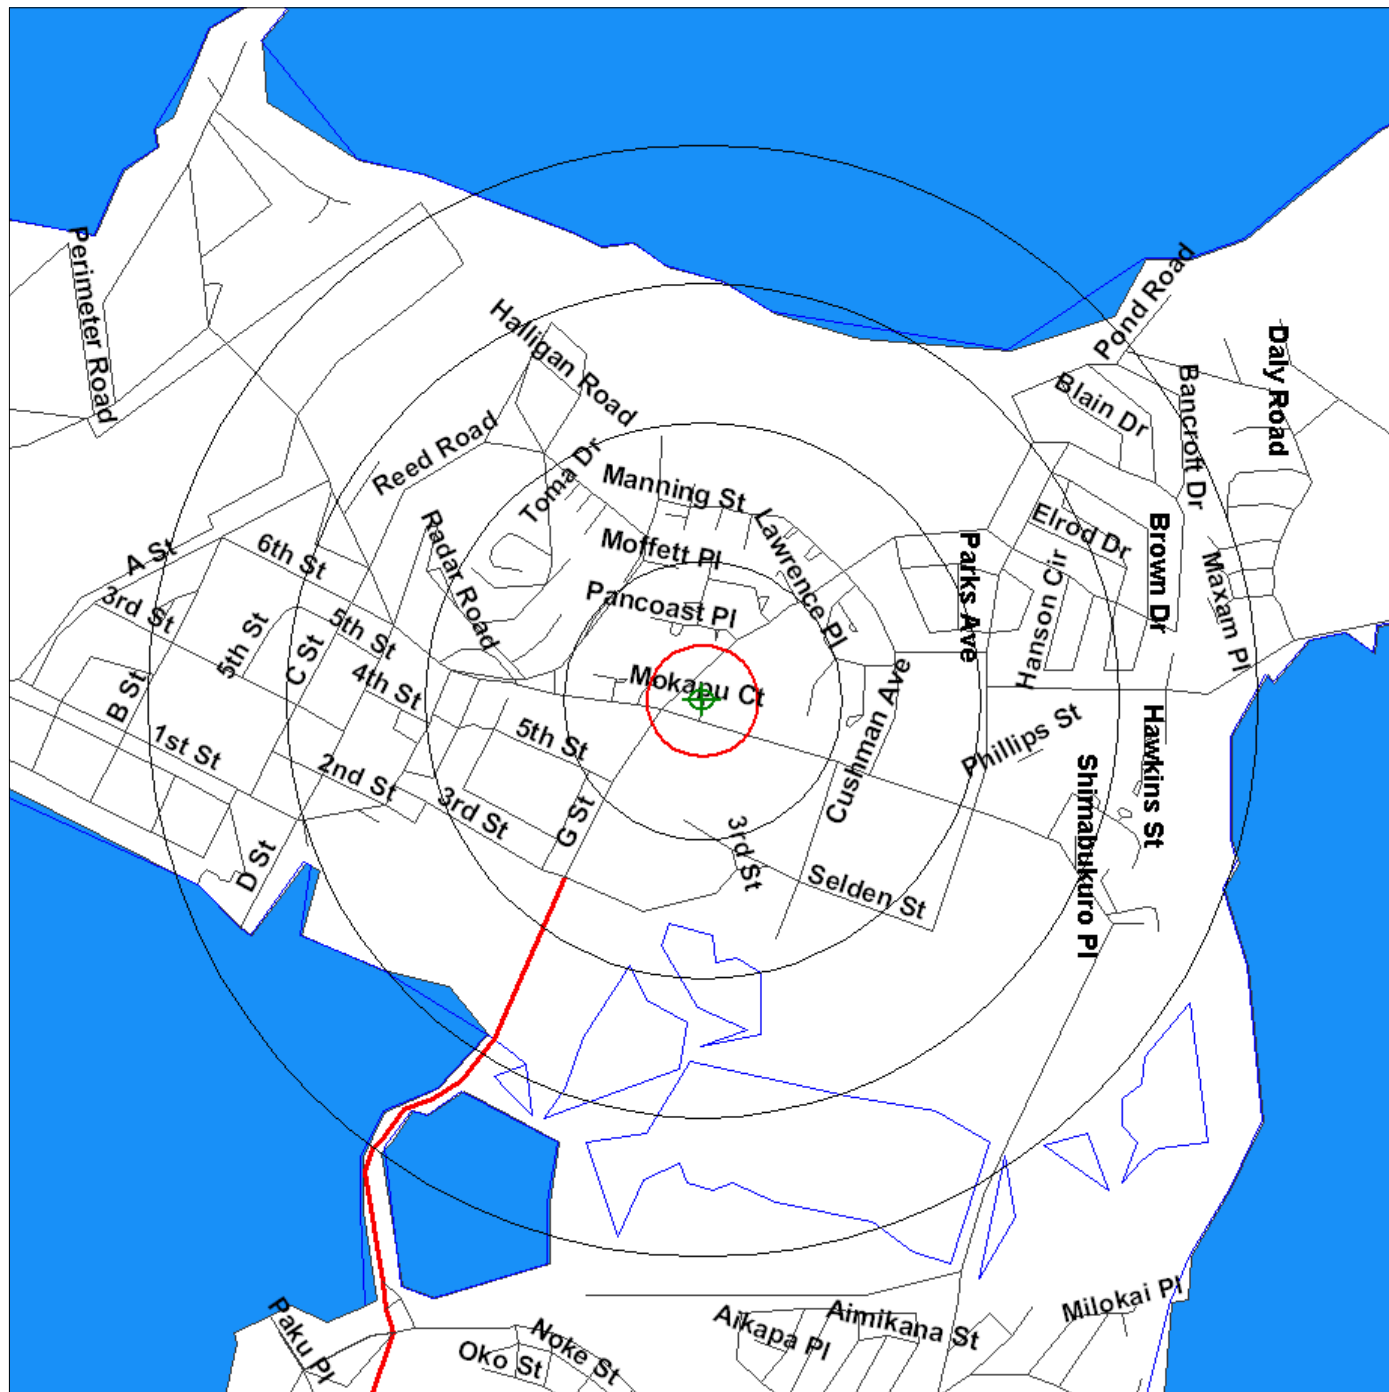 Pond Road
Perimeter Road
Halligan Road
Daly Road
Blain Dr
Bancroft Dr
Reed Road
Toma Dr
Manning St
Lawrence Pl
Radar Road
Moffett Pl
Elrod Dr
Brown Dr
Parks Ave
Hanson Cir
Maxam Pl
A St
6th St
3rd St
5th St
5th St
C St
Pancoast Pl
4th St
B St
Mokapu Ct
1st St
2nd St
5th St
3rd St
G St
Cushman Ave
Phillips St
Hawkins St
Shimabukuro Pl
D St
3rd St
Selden St
Paku Pl
Oko St
Noke St
Aikapa Pl
Aimikana St
Milokai Pl